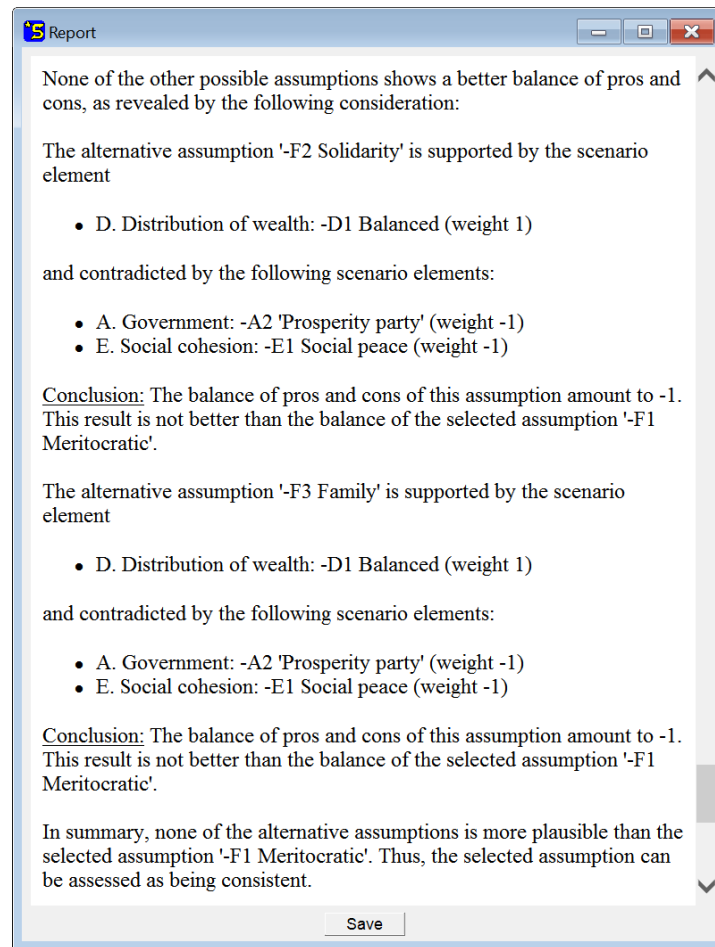 Report
None of the other possible assumptions shows a better balance of pros and
cons, as revealed by the following consideration:
The alternative assumption '-F2 Solidarity' is supported by the scenario
element
• D. Distribution of wealth: -D1 Balanced (weight 1)
and contradicted by the following scenario elements:
• A. Government: -A2 'Prosperity party' (weight -1)
• E. Social cohesion: -E1 Social peace (weight -1)
Conclusion: The balance of pros and cons of this assumption amount to -1.
This result is not better than the balance of the selected assumption '-F1
Meritocratic'.
The alternative assumption '-F3 Family' is supported by the scenario
element
• D. Distribution of wealth: -D1 Balanced (weight 1)
and contradicted by the following scenario elements:
• A. Government: -A2 'Prosperity party' (weight -1)
• E. Social cohesion: -E1 Social peace (weight -1)
Conclusion: The balance of pros and cons of this assumption amount to -1.
This result is not better than the balance of the selected assumption '-F1
Meritocratic'.
In summary, none of the alternative assumptions is more plausible than the
selected assumption '-F1 Meritocratic'. Thus, the selected assumption can
be assessed as being consistent.
Save